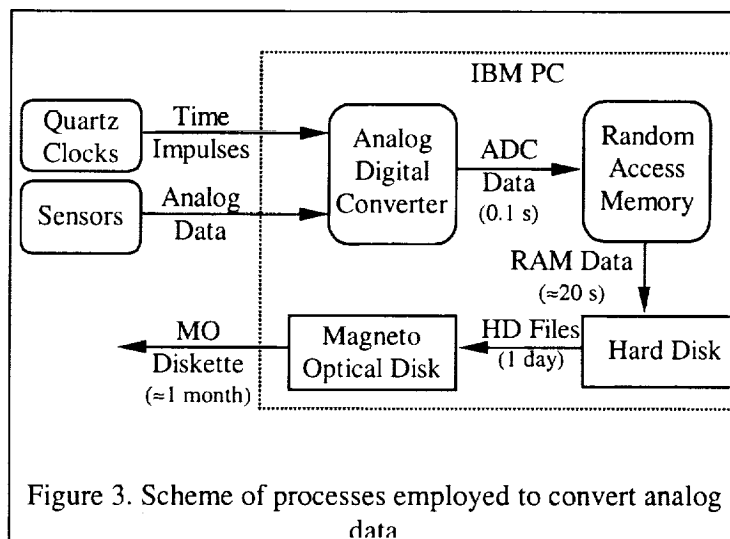 IBM PC
Quartz
Clocks
Time
Impulses
Analog
Digital
Converter
ADC
Data
(0.1 s)
Random
Access
Memory
Sensors
Analog
Data
RAM Data
(≈20 s)
MO
Diskette
(≈1 month)
Magneto
Optical Disk
HD Files
(1 day)
Hard Disk
Figure 3. Scheme of processes employed to convert analog
data